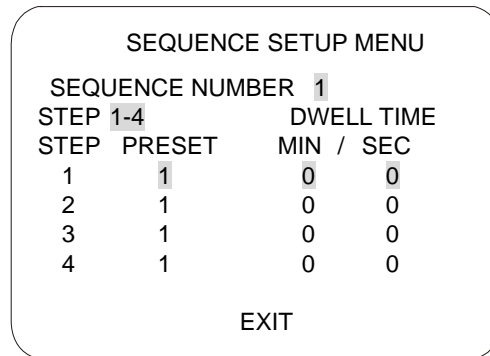 SEQUENCE SETUP MENU
SEQUENCE NUMBER 1
STEP 1-4 DWELL TIME
STEP PRESET MIN / SEC
1 1 0 0
2 1 0 0
3 1 0 0
4 1 0 0
EXIT